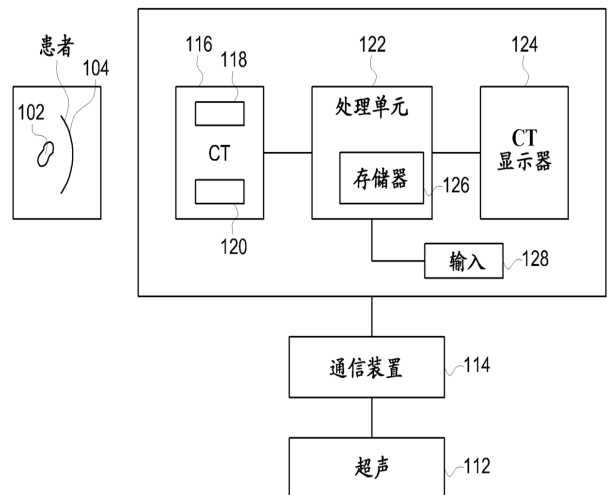 患者
104
102
116
118
CT
120
122
处理单元
存储器
126
124
CT
显示器
输入
128
通信装置
114
超声
112